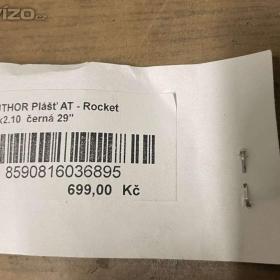 vizo.cz
THOR Plášť AT - Rocket
x2.10 černá 29"
8590816036895
699,00 Kč